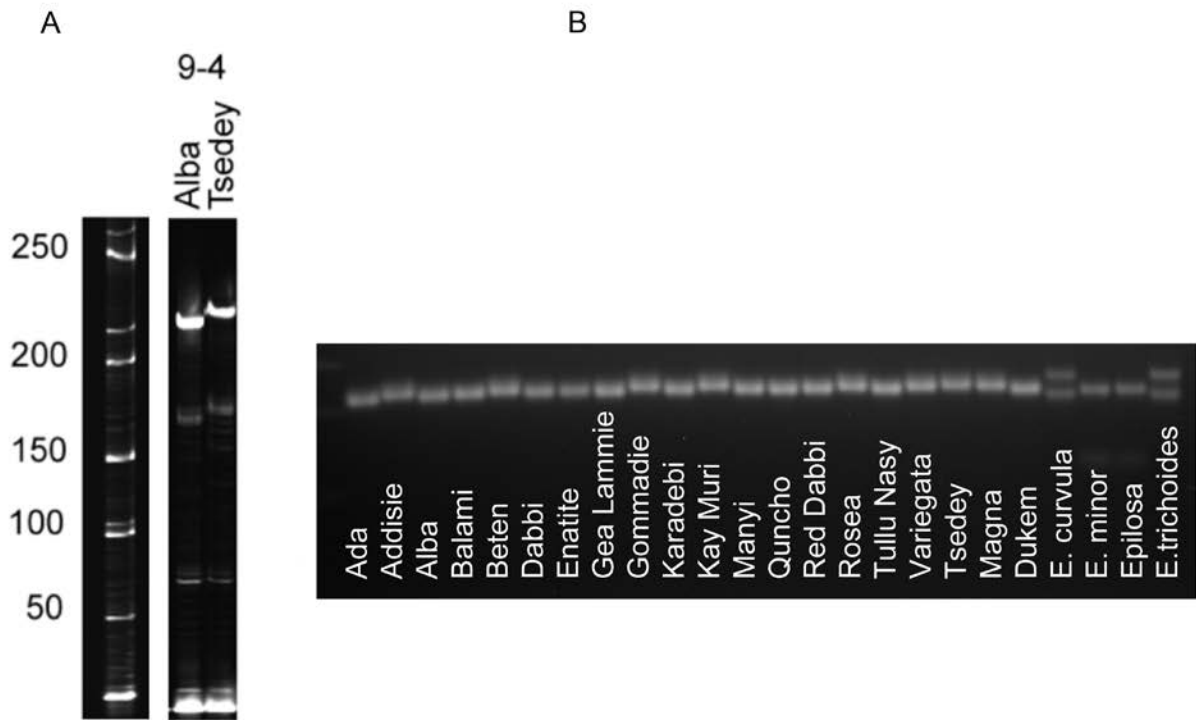 A
9-4
Alba
Tsedey
250
200
150
100
50
B
Ada
Addisie
Alba
Balami
Beten
Dabbi
Enatite
Gea Lammie
Gommadie
Karadebi
Kay Muri
Manyi
Quncho
Red Dabbi
Rosea
Tullu Nasy
Variegata
Tsedey
Magna
Dukem
E. curvula
E. minor
Epilosa
E.trichoides